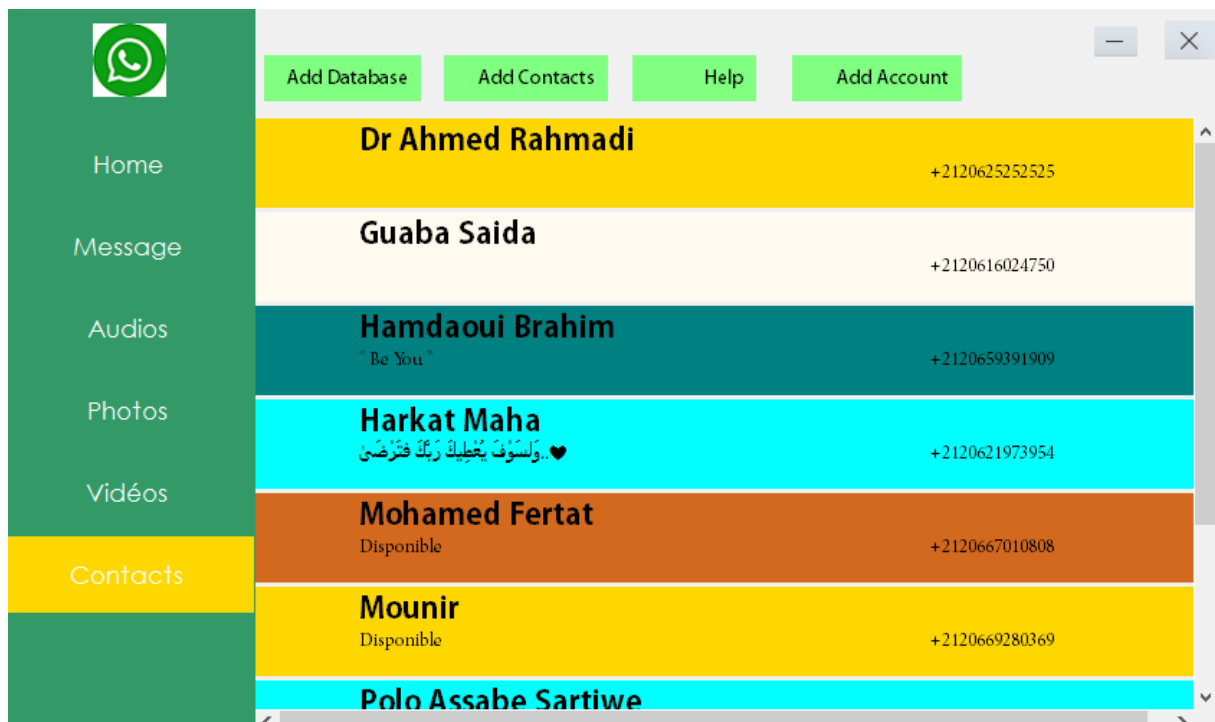 Add Database
Add Contacts
Help
Add Account
Home
Message
Audios
Photos
Vidéos
Contacts
Dr Ahmed Rahmadi
+2120625252525
Guaba Saida
+2120616024750
Hamdaoui Brahim
" Be You "
+2120659391909
Harkat Maha
♥..وَلَسَوْفَ يُعْطِيكَ رَبُّكَ فَتَرْضَىٰ
+2120621973954
Mohamed Fertat
Disponible
+2120667010808
Mounir
Disponible
+2120669280369
Polo Assabe Sartiwe